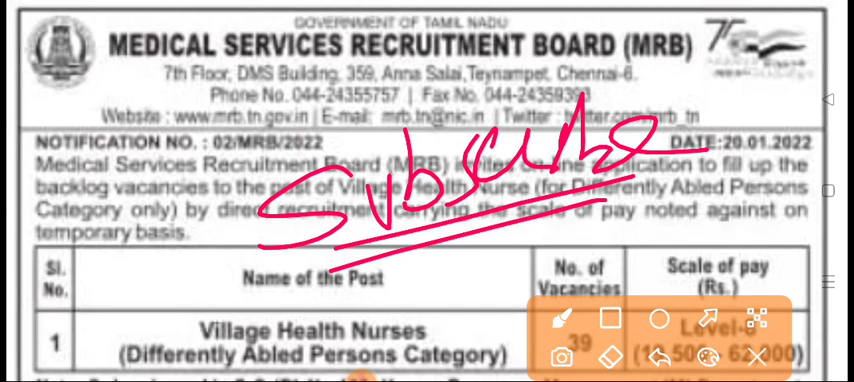 GOVERNMENT OF TAMIL NADU
MEDICAL SERVICES RECRUITMENT BOARD (MRB)
7th Floor, DMS Building, 359, Anna Salai,Teynampet, Chennai-6.
Phone No. 044-24355757 | Fax No. 044-24359393
Website : www.mrb.tn.gov.in | E-mail: mrb.tn@nic.in | Twitter : twitter.com/mrb_tn
NOTIFICATION NO. : 02/MRB/2022 DATE:20.01.2022
Medical Services Recruitment Board (MRB) invites on line application to fill up the
backlog vacancies to the post of Village Health Nurse (for Differently Abled Persons
Category only) by direct recruitment carrying the scale of pay noted against on
temporary basis.
Subscribe
Sl. No. Name of the Post No. of Vacancies Scale of pay (Rs.)
1 Village Health Nurses 39 Level-8
(Differently Abled Persons Category)